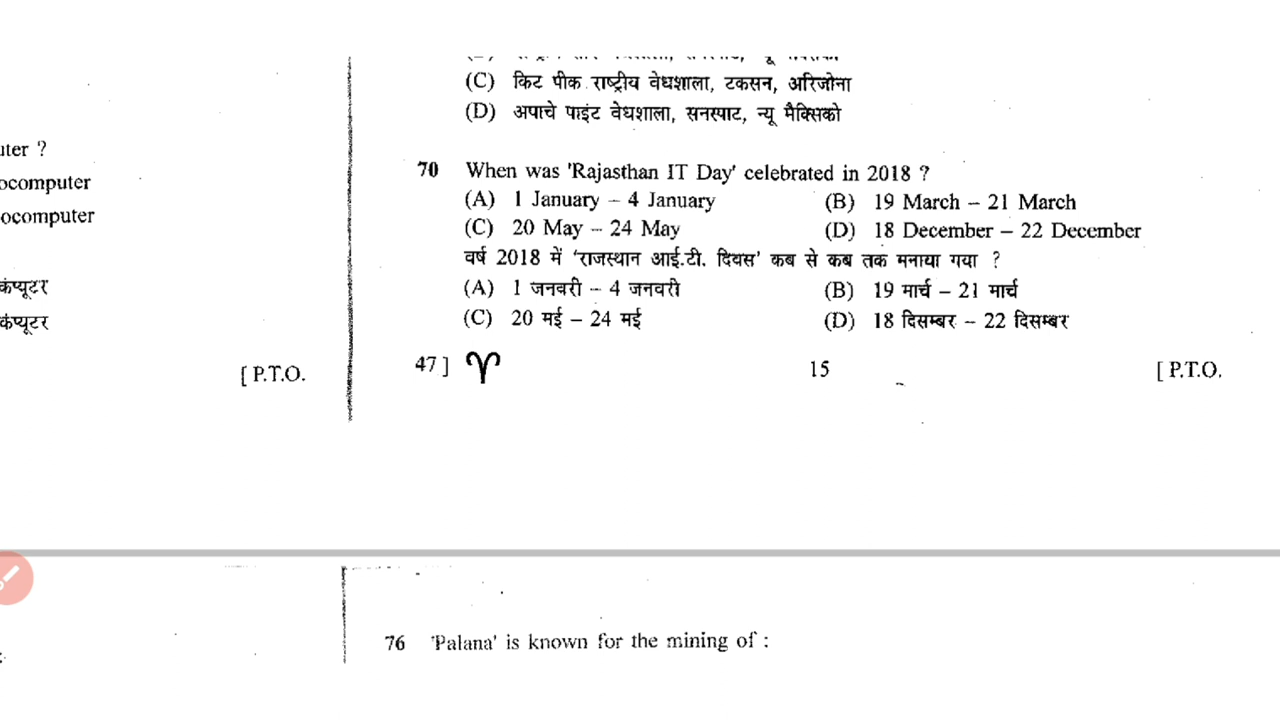 (C) किट पीक राष्ट्रीय वेधशाला, टकसन, अरिजोना
(D) अपाचे पाइंट वेधशाला, सनस्पाट, न्यू मैक्सिको
uter ?
ocomputer
ocomputer
कंप्यूटर
कंप्यूटर
[ P.T.O.
70 When was 'Rajasthan IT Day' celebrated in 2018 ?
(A) 1 January – 4 January (B) 19 March – 21 March
(C) 20 May – 24 May (D) 18 December – 22 December
वर्ष 2018 में 'राजस्थान आई.टी. दिवस' कब से कब तक मनाया गया ?
(A) 1 जनवरी – 4 जनवरी (B) 19 मार्च – 21 मार्च
(C) 20 मई – 24 मई (D) 18 दिसम्बर – 22 दिसम्बर
47 ] ♈ 15 [ P.T.O.
76 'Palana' is known for the mining of :